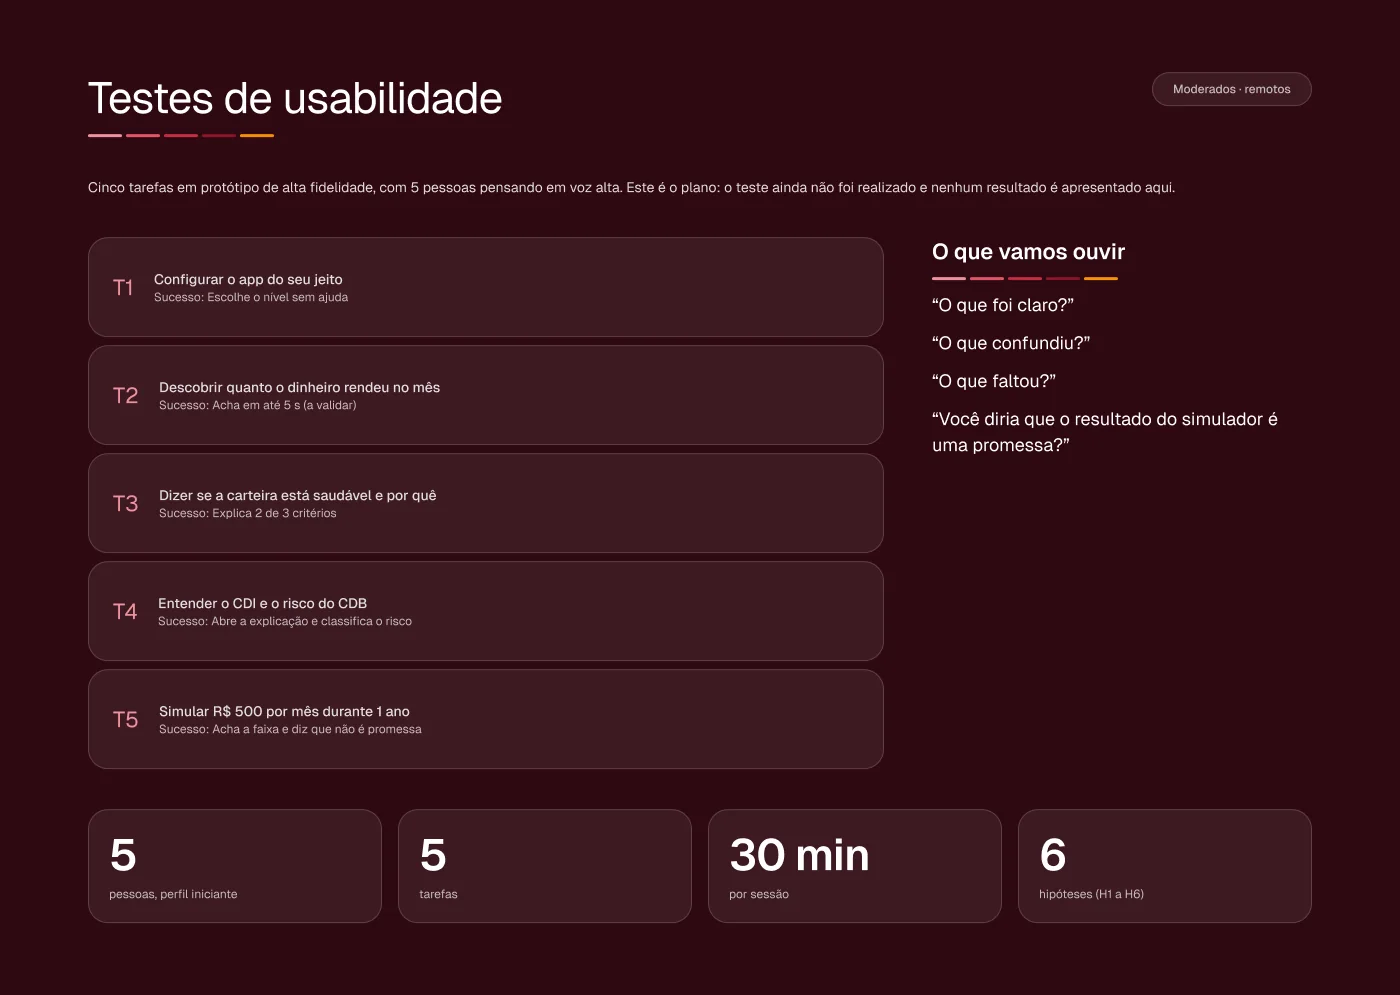 Testes de usabilidade
Moderados · remotos
Cinco tarefas em protótipo de alta fidelidade, com 5 pessoas pensando em voz alta. Este é o plano: o teste ainda não foi realizado e nenhum resultado é apresentado aqui.
T1
Configurar o app do seu jeito
Sucesso: Escolhe o nível sem ajuda
T2
Descobrir quanto o dinheiro rendeu no mês
Sucesso: Acha em até 5 s (a validar)
T3
Dizer se a carteira está saudável e por quê
Sucesso: Explica 2 de 3 critérios
T4
Entender o CDI e o risco do CDB
Sucesso: Abre a explicação e classifica o risco
T5
Simular R$ 500 por mês durante 1 ano
Sucesso: Acha a faixa e diz que não é promessa
O que vamos ouvir
“O que foi claro?”
“O que confundiu?”
“O que faltou?”
“Você diria que o resultado do simulador é
uma promessa?”
5
pessoas, perfil iniciante
5
tarefas
30 min
por sessão
6
hipóteses (H1 a H6)